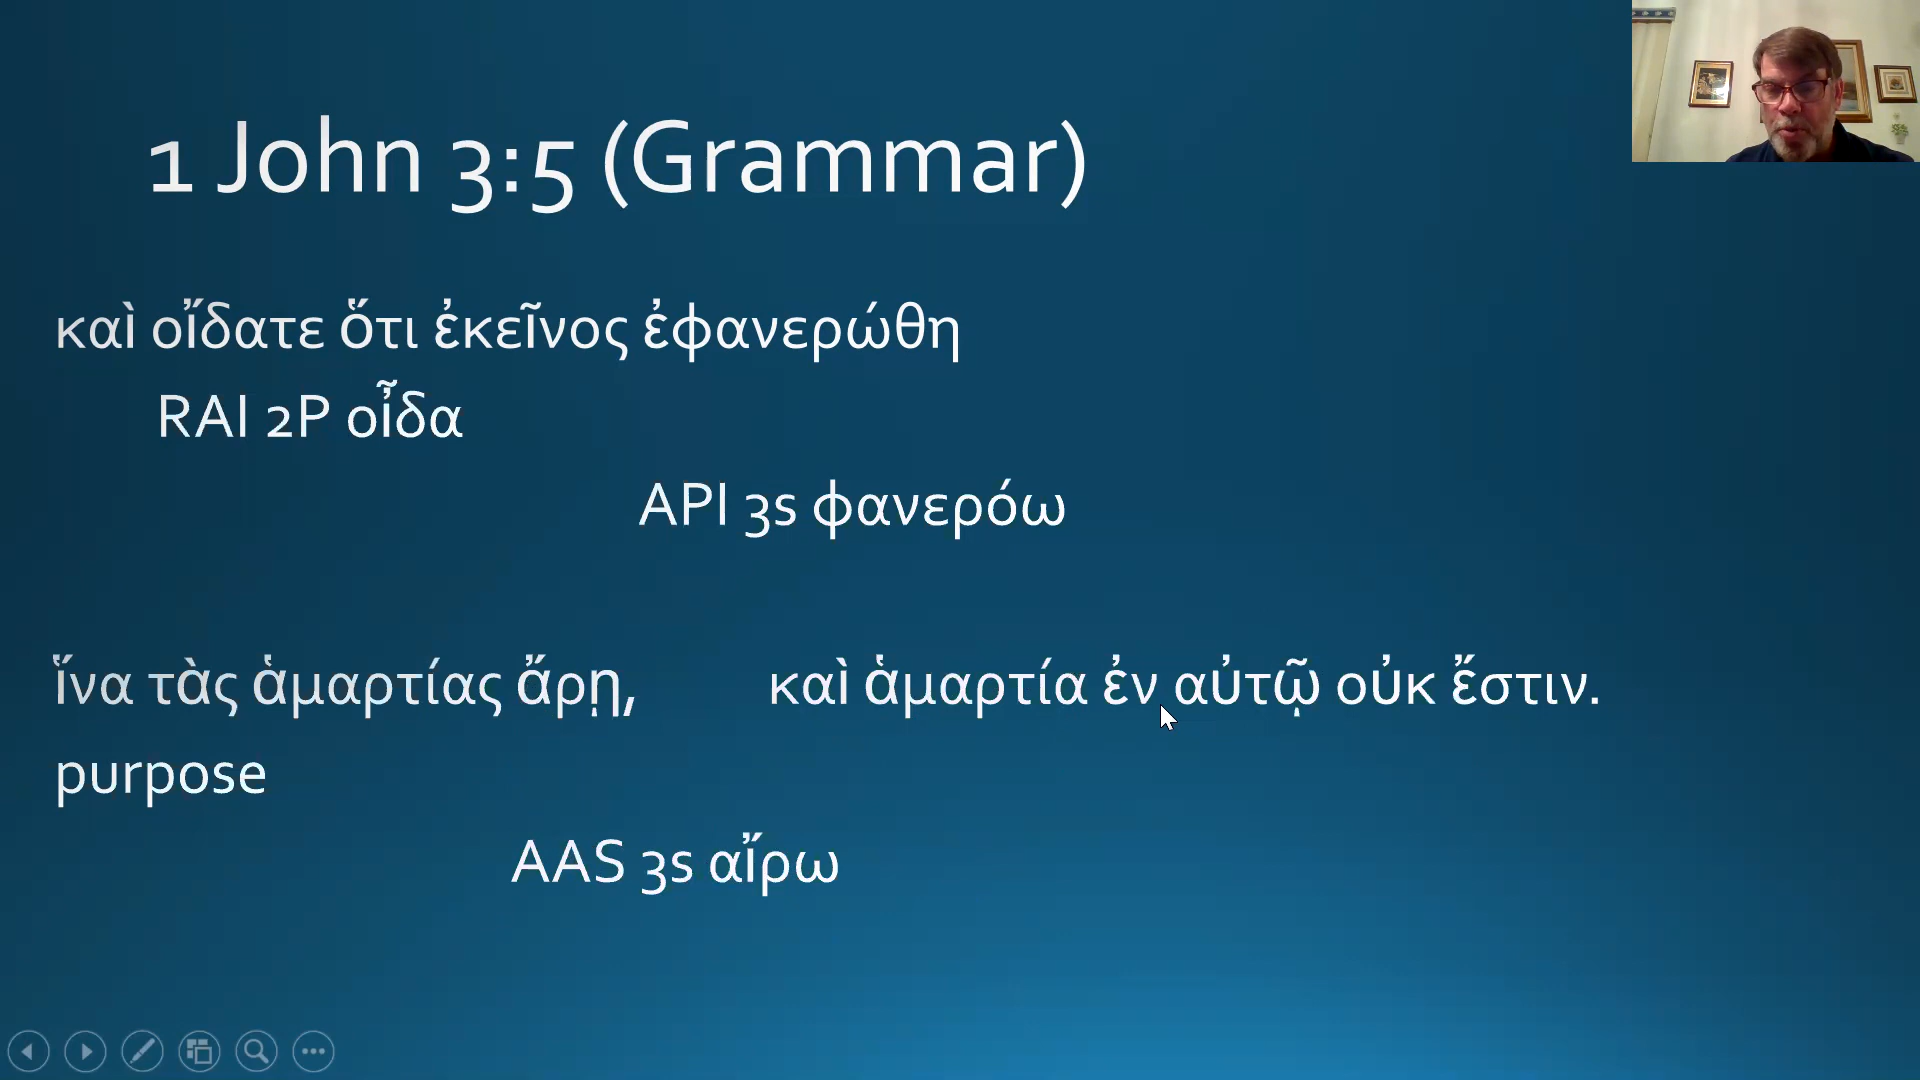 1 John 3:5 (Grammar)
καὶ οἴδατε ὅτι ἐκεῖνος ἐφανερώθη
RAI 2P οἶδα
API 3s φανερόω
ἵνα τὰς ἁμαρτίας ἄρῃ, καὶ ἁμαρτία ἐν αὐτῷ οὐκ ἔστιν.
purpose
AAS 3s αἴρω